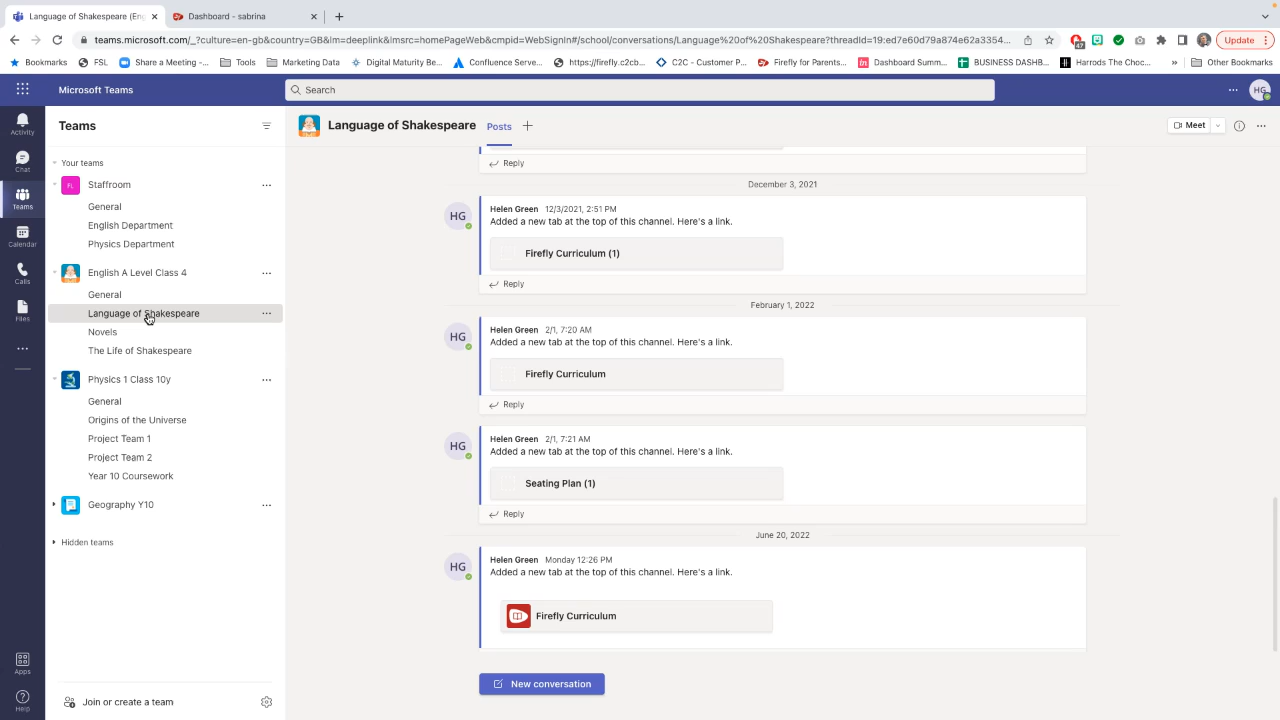 Language of Shakespeare (Eng
Dashboard - sabrina
teams.microsoft.com/_?culture=en-gb&country=GB&lm=deeplink&lmsrc=homePageWeb&cmpid=WebSignIn#/school/conversations/Language%20of%20Shakespeare?threadId=19:ed7e60d79a874e62a3354...
47
Update
Bookmarks
FSL
Share a Meeting -...
Tools
Marketing Data
Digital Maturity Be...
Confluence Serve...
https://firefly.c2cb...
C2C - Customer P...
Firefly for Parents...
Dashboard Summ...
BUSINESS DASHB...
Harrods The Choc...
Other Bookmarks
Microsoft Teams
Search
HG
Activity
Chat
Teams
Calendar
Calls
Files
Apps
Help
Teams
Your teams
FL
Staffroom
General
English Department
Physics Department
English A Level Class 4
General
Language of Shakespeare
Novels
The Life of Shakespeare
Physics 1 Class 10y
General
Origins of the Universe
Project Team 1
Project Team 2
Year 10 Coursework
Geography Y10
Hidden teams
Join or create a team
Language of Shakespeare
Posts
Meet
Reply
December 3, 2021
HG
Helen Green 12/3/2021, 2:51 PM
Added a new tab at the top of this channel. Here's a link.
Firefly Curriculum (1)
Reply
February 1, 2022
HG
Helen Green 2/1, 7:20 AM
Added a new tab at the top of this channel. Here's a link.
Firefly Curriculum
Reply
HG
Helen Green 2/1, 7:21 AM
Added a new tab at the top of this channel. Here's a link.
Seating Plan (1)
Reply
June 20, 2022
HG
Helen Green Monday 12:26 PM
Added a new tab at the top of this channel. Here's a link.
Firefly Curriculum
New conversation